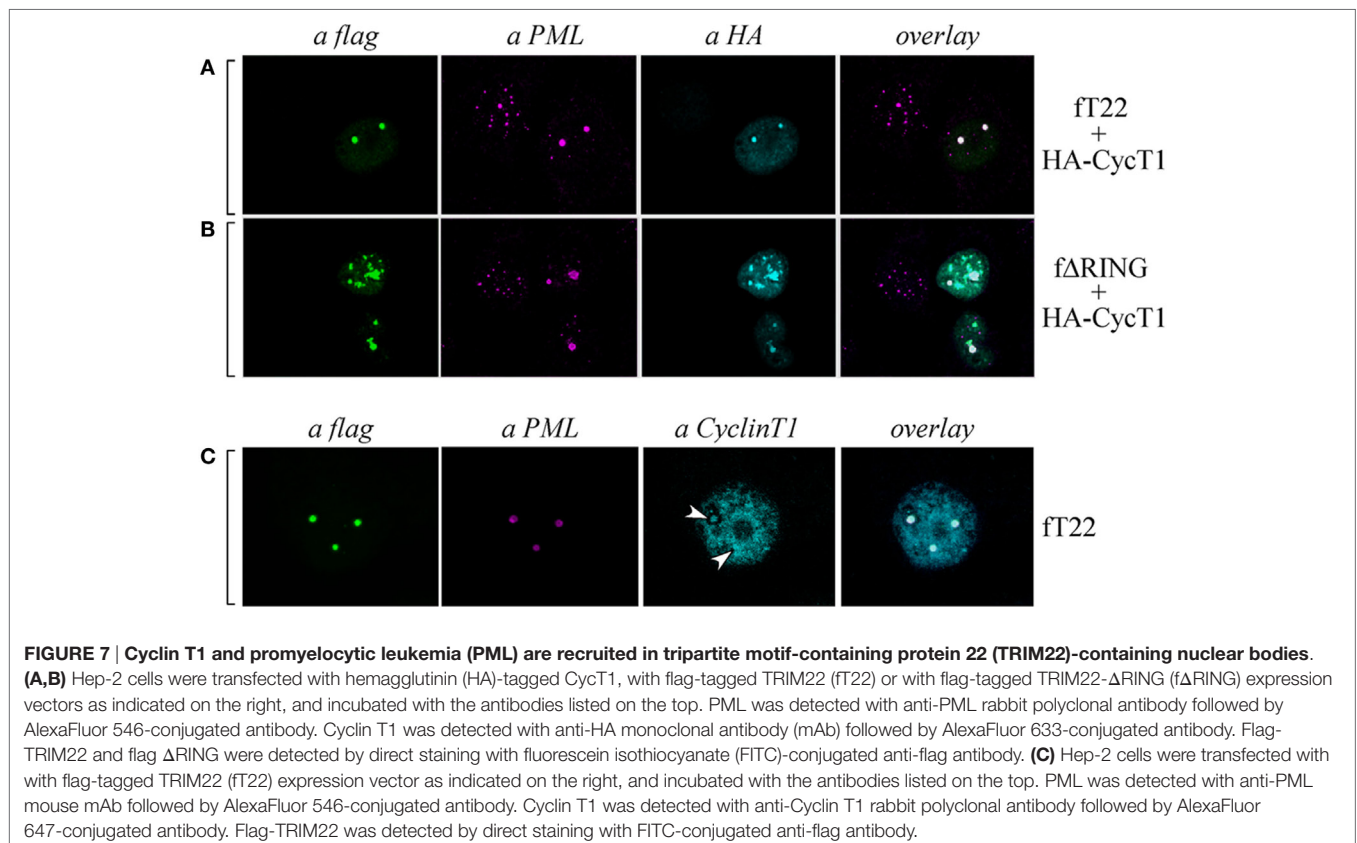 a flag a PML a HA overlay
A
fT22
+
HA-CycT1
B
fΔRING
+
HA-CycT1
a flag a PML a CyclinT1 overlay
C
fT22
FIGURE 7 | Cyclin T1 and promyelocytic leukemia (PML) are recruited in tripartite motif-containing protein 22 (TRIM22)-containing nuclear bodies.
(A,B) Hep-2 cells were transfected with hemagglutinin (HA)-tagged CycT1, with flag-tagged TRIM22 (fT22) or with flag-tagged TRIM22-ΔRING (fΔRING) expression
vectors as indicated on the right, and incubated with the antibodies listed on the top. PML was detected with anti-PML rabbit polyclonal antibody followed by
AlexaFluor 546-conjugated antibody. Cyclin T1 was detected with anti-HA monoclonal antibody (mAb) followed by AlexaFluor 633-conjugated antibody. Flag-
TRIM22 and flag ΔRING were detected by direct staining with fluorescein isothiocyanate (FITC)-conjugated anti-flag antibody. (C) Hep-2 cells were transfected with
with flag-tagged TRIM22 (fT22) expression vector as indicated on the right, and incubated with the antibodies listed on the top. PML was detected with anti-PML
mouse mAb followed by AlexaFluor 546-conjugated antibody. Cyclin T1 was detected with anti-Cyclin T1 rabbit polyclonal antibody followed by AlexaFluor
647-conjugated antibody. Flag-TRIM22 was detected by direct staining with FITC-conjugated anti-flag antibody.